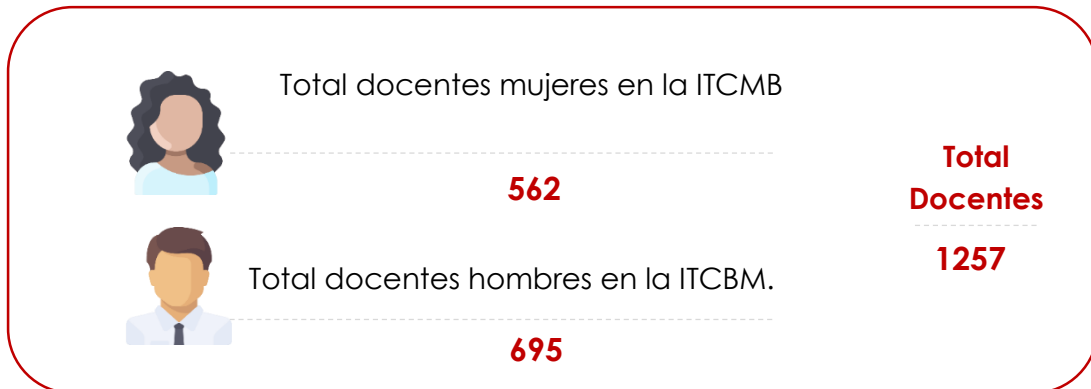 Total docentes mujeres en la ITCMB
562
Total docentes hombres en la ITCBM.
695
Total
Docentes
1257